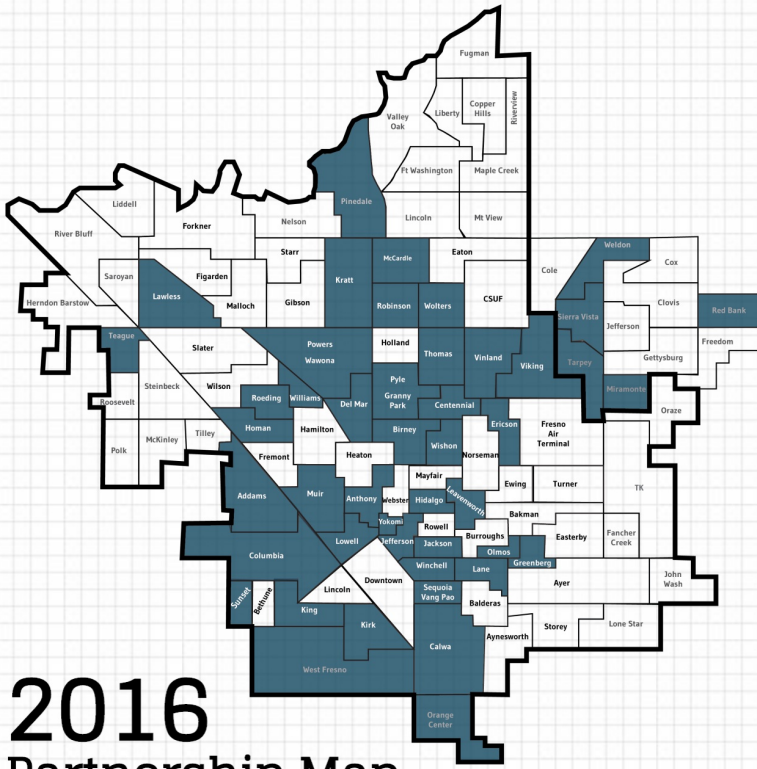 Fugman
Valley
Oak
Liberty
Copper
Hills
Riverview
Ft Washington
Maple Creek
Pinedale
Lincoln
Mt View
Liddell
River Bluff
Forkner
Nelson
Starr
Kratt
McCardle
Eaton
Cole
Weldon
Cox
Saroyan
Figarden
Herndon Barstow
Lawless
Malloch
Gibson
Robinson
Wolters
CSUF
Sierra Vista
Jefferson
Clovis
Red Bank
Teague
Slater
Powers
Wawona
Holland
Thomas
Vinland
Viking
Tarpey
Gettysburg
Freedom
Roosevelt
Steinbeck
Wilson
Roeding
Williams
Del Mar
Pyle
Granny
Park
Centennial
Miramonte
Oraze
Polk
McKinley
Tilley
Homan
Hamilton
Birney
Wishon
Ericson
Fresno
Air
Terminal
Fremont
Heaton
Norseman
Addams
Muir
Anthony
Webster
Mayfair
Hidalgo
Leavenworth
Ewing
Turner
TK
Yokomi
Rowell
Bakman
Columbia
Lowell
Jefferson
Jackson
Burroughs
Olmos
Greenberg
Easterby
Fancher
Creek
Sunset
Bethune
Lincoln
Downtown
Winchell
Lane
Ayer
John
Wash
King
Kirk
Sequoia
Vang Pao
Balderas
Calwa
Aynesworth
Storey
Lone Star
West Fresno
Orange
Center
2016
Partnership Map